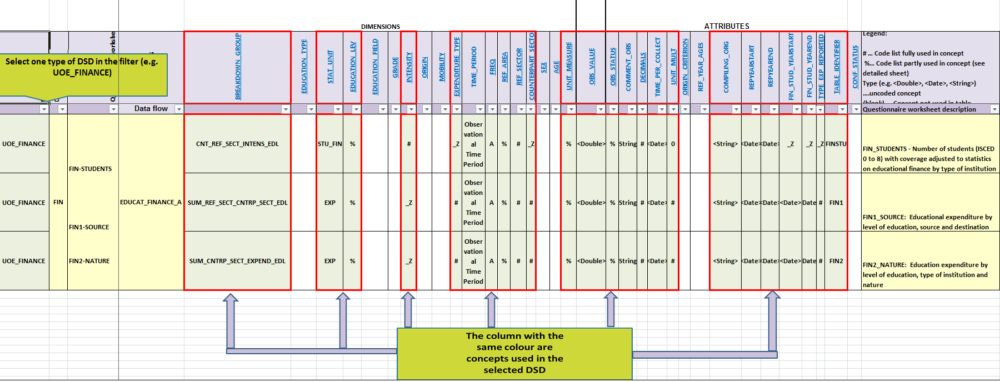 DIMENSIONS
ATTRIBUTES
Select one type of DSD in the filter (e.g.
UOE_FINANCE)
BREAKDOWN_GROUP
EDUCATION_TYPE
STAT_UNIT
EDUCATION_LEV
EDUCATION_FIELD
GRADE
INTENSITY
ORIGIN
MOBILITY
EXPENDITURE_TYPE
TIME_PERIOD
FREQ
REF_AREA
REF_SECTOR
COUNTERPART_SECTO
SEX
AGE
UNIT_MEASURE
OBS_VALUE
OBS_STATUS
COMMENT_OBS
DECIMALS
TIME_PER_COLLECT
UNIT_MULT
ORIGIN_CRITERION
REF_YEAR_AGES
COMPILING_ORG
REPYEARSTART
REPYEAREND
FIN_STUD_YEARSTART
FIN_STUD_YEAREND
TYPE_EXP_REPORTED
TABLE_IDENTIFIER
CONF_STATUS
Legend:
# ... Code list fully used in concept
%... Code list partly used in concept (see
detailed sheet)
Type (e.g. <Double>, <Date>, <String>)
....uncoded concept
Data flow
Questionnaire worksheet description
UOE_FINANCE
FIN-STUDENTS
CNT_REF_SECT_INTENS_EDL
STU_FIN
%
#
_Z
Obser
vation
al
Time
Period
A
%
#
_Z
%
<Double>
%
String
#
<Date>
0
<String>
<Date>
<Date>
_Z
_Z
_Z
FINSTU
FIN_STUDENTS - Number of students (ISCED
0 to 8) with coverage adjusted to statistics
on educational finance by type of institution
UOE_FINANCE
FIN
FIN1-SOURCE
EDUCAT_FINANCE_A
SUM_REF_SECT_CNTRP_SECT_EDL
EXP
%
_Z
#
Obser
vation
al
Time
Period
A
%
#
#
%
<Double>
%
String
#
<Date>
#
<String>
<Date>
<Date>
<Date>
Date
#
FIN1
FIN1_SOURCE: Educational expenditure by
level of education, source and destination
UOE_FINANCE
FIN2-NATURE
SUM_CNTRP_SECT_EXPEND_EDL
EXP
%
_Z
#
Obser
vation
al
Time
Period
A
%
#
#
%
<Double>
%
String
#
<Date>
#
<String>
<Date>
<Date>
<Date>
Date
#
FIN2
FIN2_NATURE: Education expenditure by
level of education, type of institution and
nature
The column with the
same colour are
concepts used in the
selected DSD